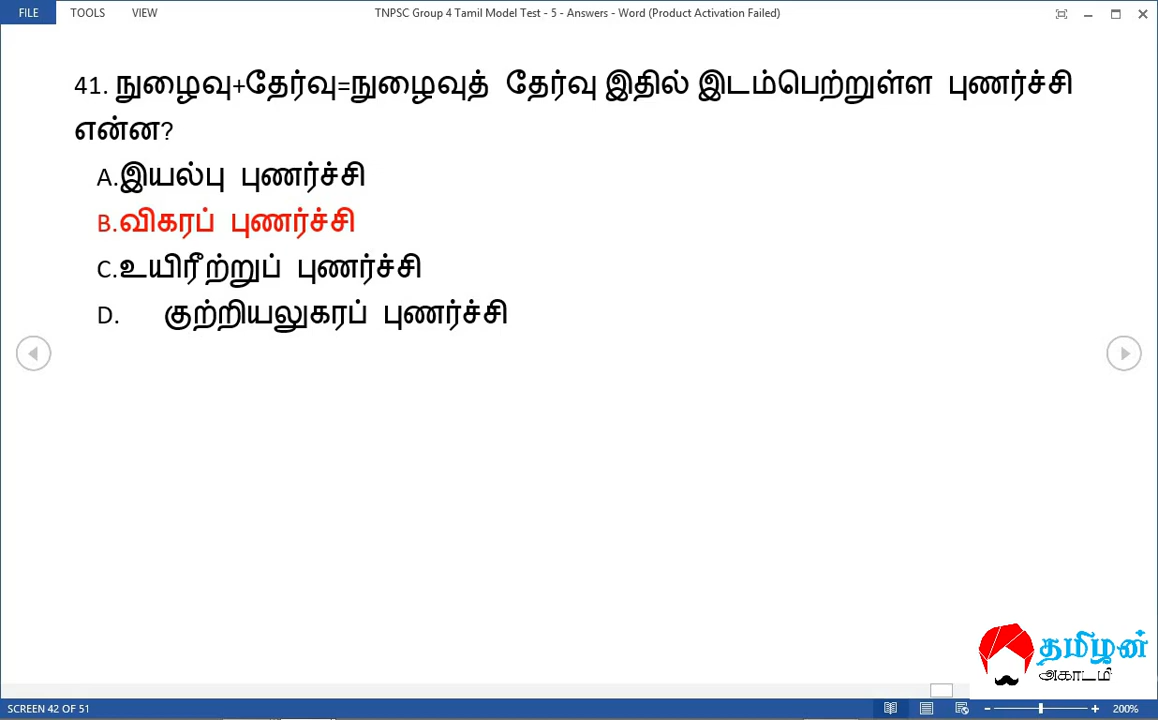 FILE TOOLS VIEW TNPSC Group 4 Tamil Model Test - 5 - Answers - Word (Product Activation Failed)
41. நுழைவு+தேர்வு=நுழைவுத் தேர்வு இதில் இடம்பெற்றுள்ள புணர்ச்சி
என்ன?
A.இயல்பு புணர்ச்சி
B.விகரப் புணர்ச்சி
C.உயிரீற்றுப் புணர்ச்சி
D. குற்றியலுகரப் புணர்ச்சி
தமிழன்
அகாடமி
SCREEN 42 OF 51 200%